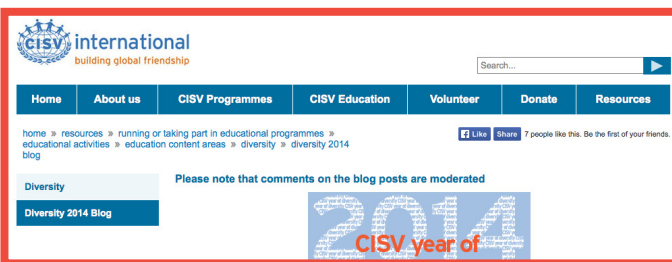 CISV international
building global friendship
Search...
Home About us CISV Programmes CISV Education Volunteer Donate Resources
home » resources » running or taking part in educational programmes »
educational activities » education content areas » diversity » diversity 2014
blog
Like Share 7 people like this. Be the first of your friends.
Diversity
Diversity 2014 Blog
Please note that comments on the blog posts are moderated
2014
CISV year of